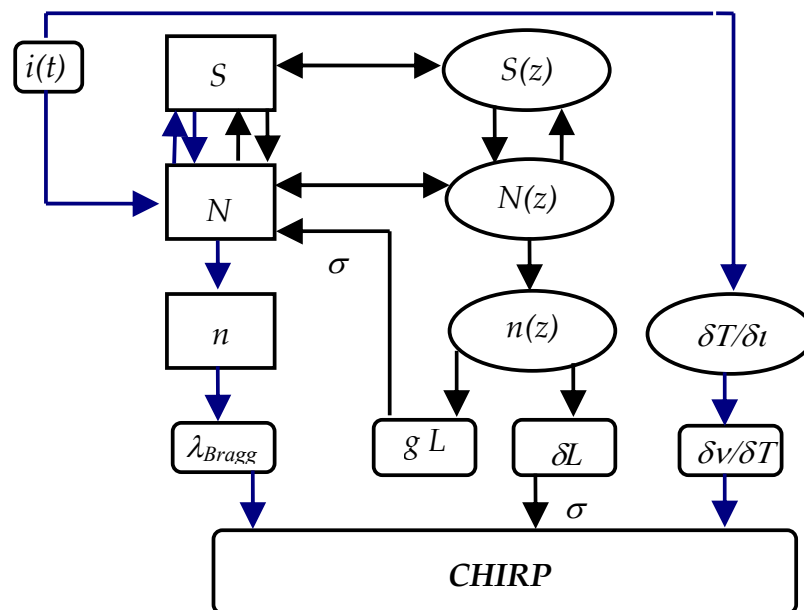 i(t)
S
S(z)
N
N(z)
σ
n
n(z)
δT/δι
λBragg
g L
δL
δν/δT
σ
CHIRP